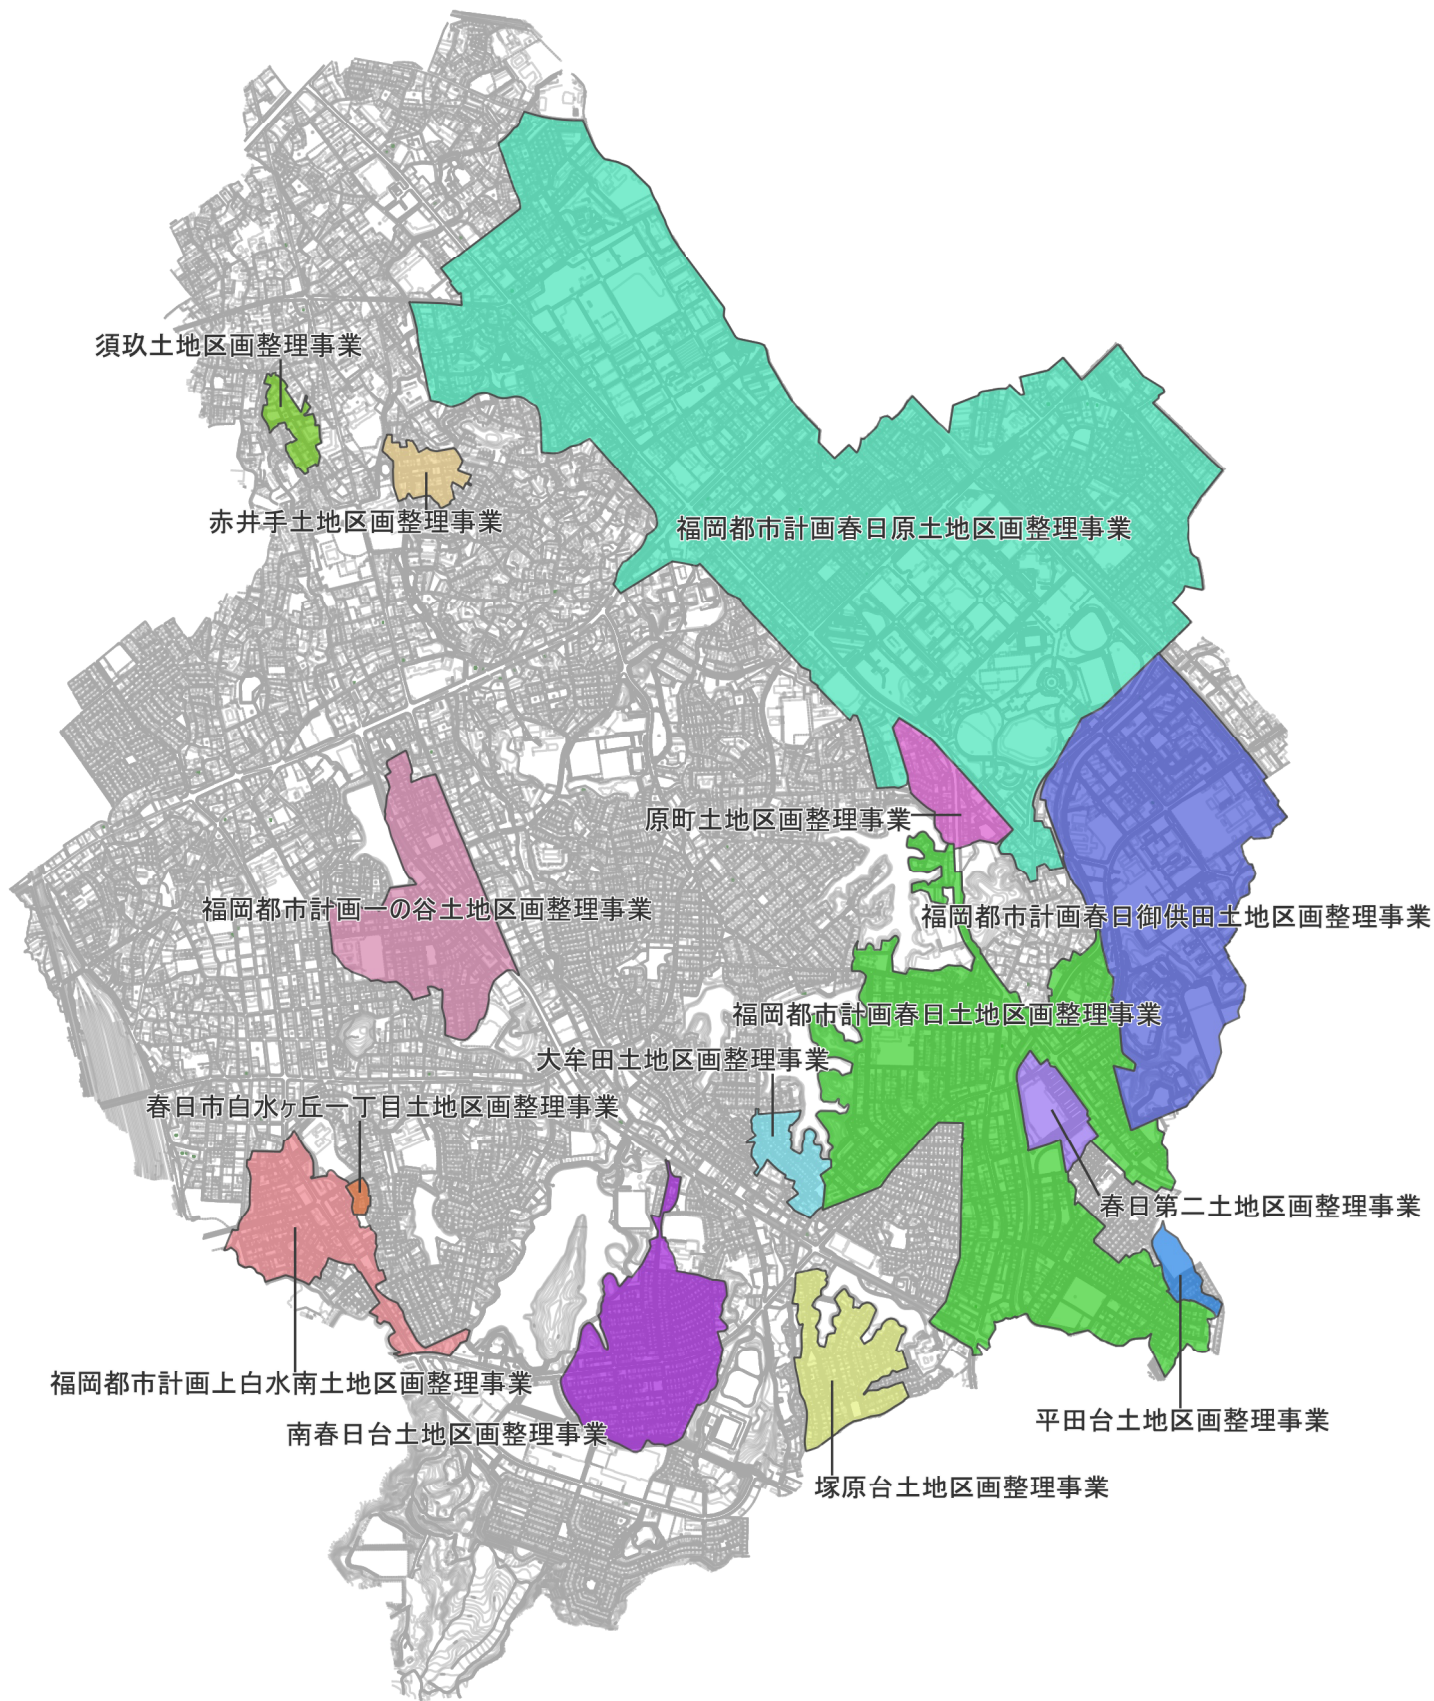 須玖土地区画整理事業
赤井手土地区画整理事業
福岡都市計画春日原土地区画整理事業
原町土地区画整理事業
福岡都市計画一の谷土地区画整理事業
福岡都市計画春日御供田土地区画整理事業
福岡都市計画春日土地区画整理事業
大牟田土地区画整理事業
春日市白水ヶ丘一丁目土地区画整理事業
春日第二土地区画整理事業
福岡都市計画上白水南土地区画整理事業
平田台土地区画整理事業
南春日台土地区画整理事業
塚原台土地区画整理事業